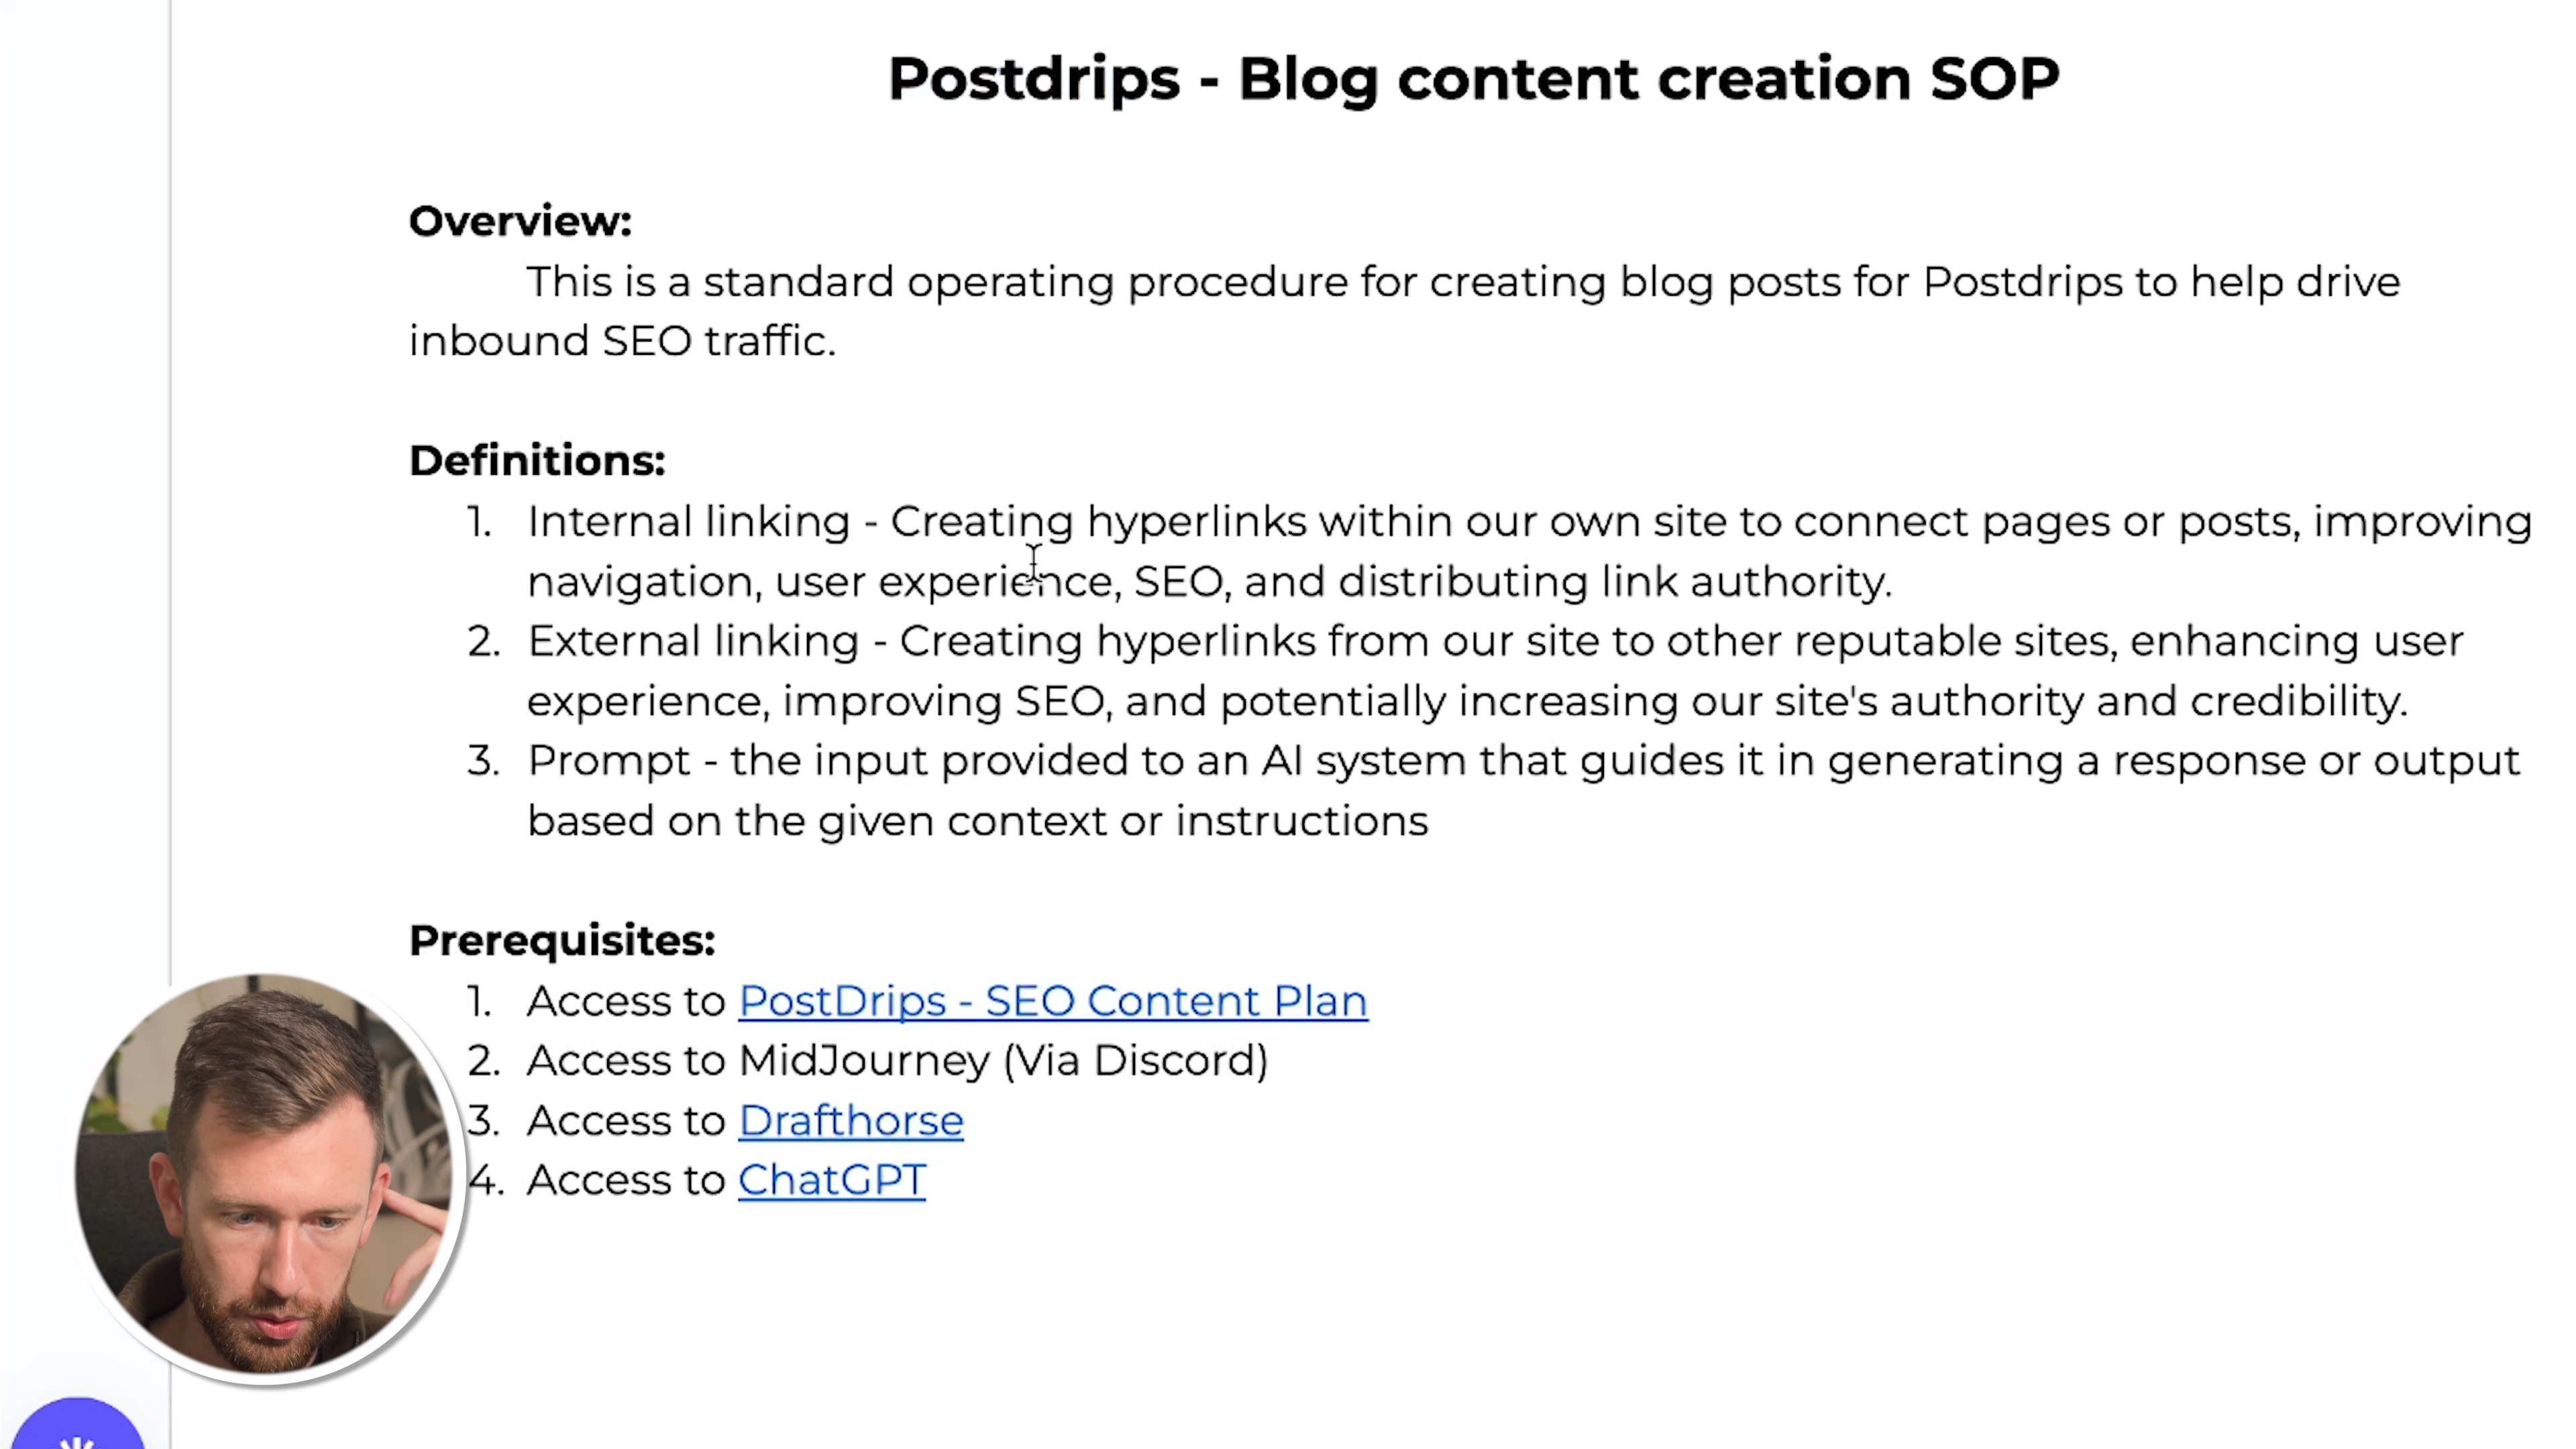 Postdrips - Blog content creation SOP
Overview:
This is a standard operating procedure for creating blog posts for Postdrips to help drive
inbound SEO traffic.
Definitions:
1. Internal linking - Creating hyperlinks within our own site to connect pages or posts, improving
navigation, user experience, SEO, and distributing link authority.
2. External linking - Creating hyperlinks from our site to other reputable sites, enhancing user
experience, improving SEO, and potentially increasing our site's authority and credibility.
3. Prompt - the input provided to an AI system that guides it in generating a response or output
based on the given context or instructions
Prerequisites:
1. Access to PostDrips - SEO Content Plan
2. Access to MidJourney (Via Discord)
3. Access to Drafthorse
4. Access to ChatGPT